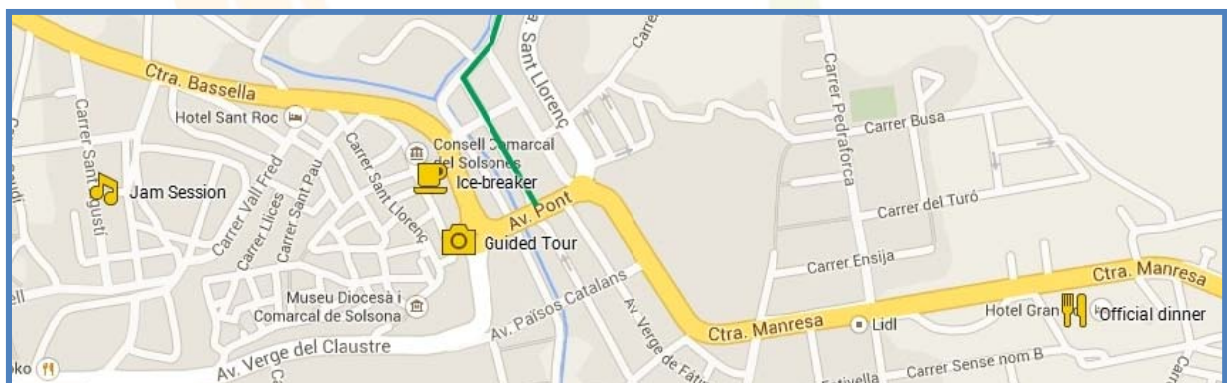 Ctra. Bassella
Hotel Sant Roc
Carrer Sant Agustí
Jam Session
Carrer Vall Fred
Carrer Llices
Carrer Sant Pau
Carrer Sant Llorenç
Consell Comarcal
del Solsonès
Ice-breaker
Guided Tour
Av. Pont
Sant Llorenç
Museu Diocesà i
Comarcal de Solsona
Av. Verge del Claustre
Av. Països Catalans
Av. Verge de Fáti
Carrer Pedraforca
Carrer Busa
Carrer del Turó
Carrer Ensija
Ctra. Manresa
Ctra. Manresa
Lidl
Hotel Gran
Official dinner
Carrer Sense nom B